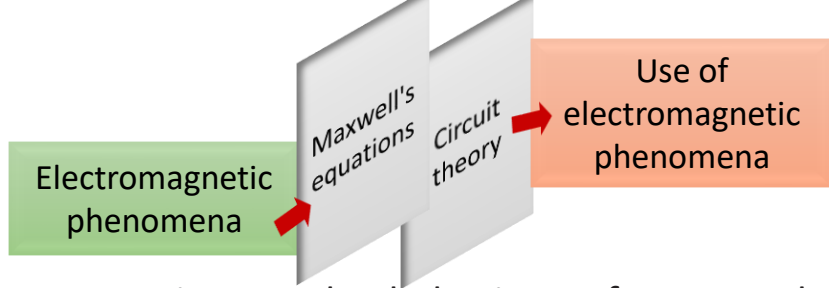 Electromagnetic
phenomena
Maxwell's
equations
Circuit
theory
Use of
electromagnetic
phenomena